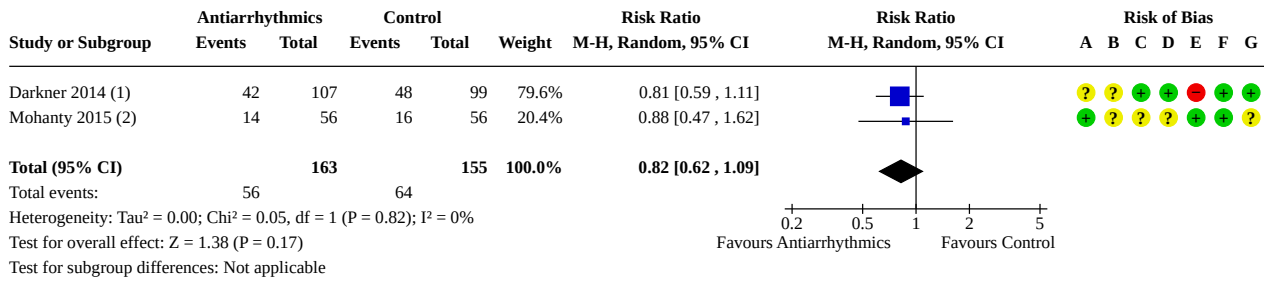 Antiarrhythmics Control Risk Ratio Risk Ratio Risk of Bias
Study or Subgroup Events Total Events Total Weight M-H, Random, 95% CI M-H, Random, 95% CI A B C D E F G
Darkner 2014 (1) 42 107 48 99 79.6% 0.81 [0.59 , 1.11] ? ? + + − + +
Mohanty 2015 (2) 14 56 16 56 20.4% 0.88 [0.47 , 1.62] + ? ? ? + + ?
Total (95% CI) 163 155 100.0% 0.82 [0.62 , 1.09]
Total events: 56 64
Heterogeneity: Tau² = 0.00; Chi² = 0.05, df = 1 (P = 0.82); I² = 0%
0.2 0.5 1 2 5
Test for overall effect: Z = 1.38 (P = 0.17)
Favours Antiarrhythmics Favours Control
Test for subgroup differences: Not applicable